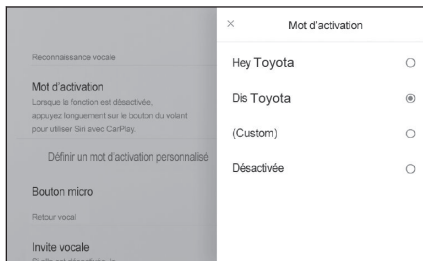 Reconnaissance vocale
Mot d'activation
Lorsque la fonction est désactivée,
appuyez longuement sur le bouton du volant
pour utiliser Siri avec CarPlay.
Définir un mot d'activation personnalisé
Bouton micro
Retour vocal
Invite vocale
Mot d'activation
Hey Toyota
Dis Toyota
(Custom)
Désactivée